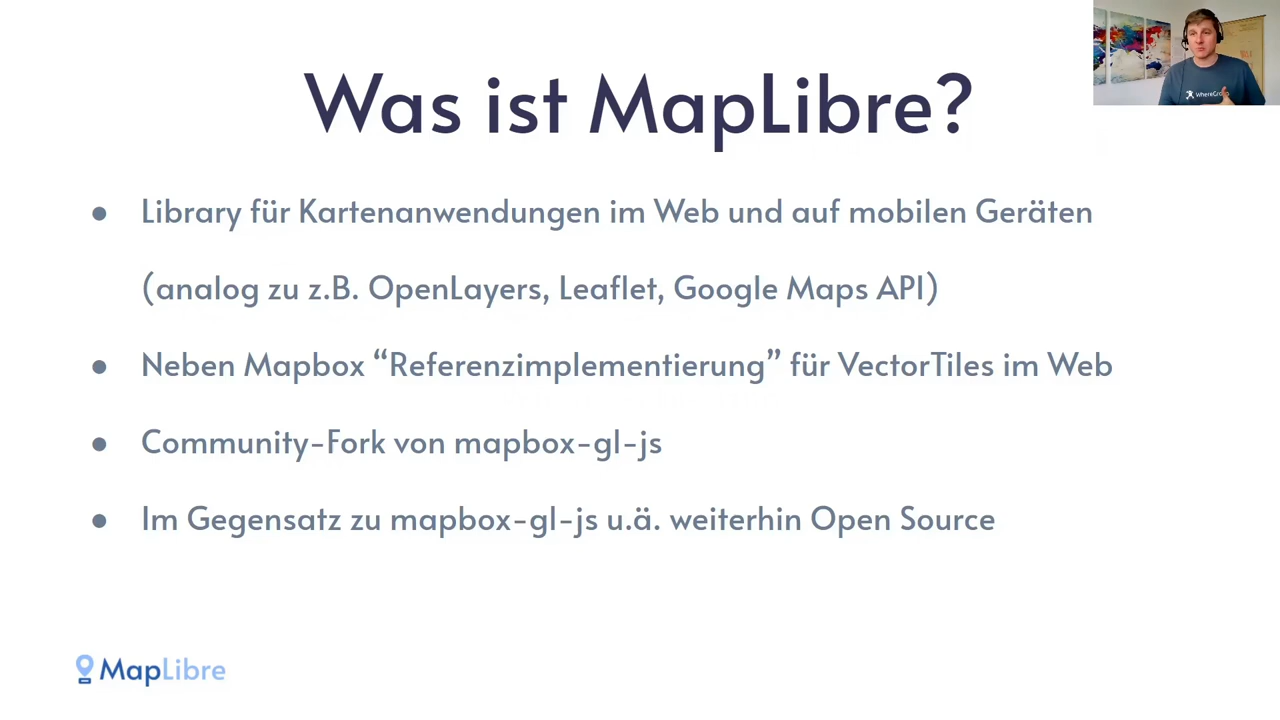 Was ist MapLibre?
● Library für Kartenanwendungen im Web und auf mobilen Geräten
(analog zu z.B. OpenLayers, Leaflet, Google Maps API)
● Neben Mapbox “Referenzimplementierung” für VectorTiles im Web
● Community-Fork von mapbox-gl-js
● Im Gegensatz zu mapbox-gl-js u.ä. weiterhin Open Source
MapLibre